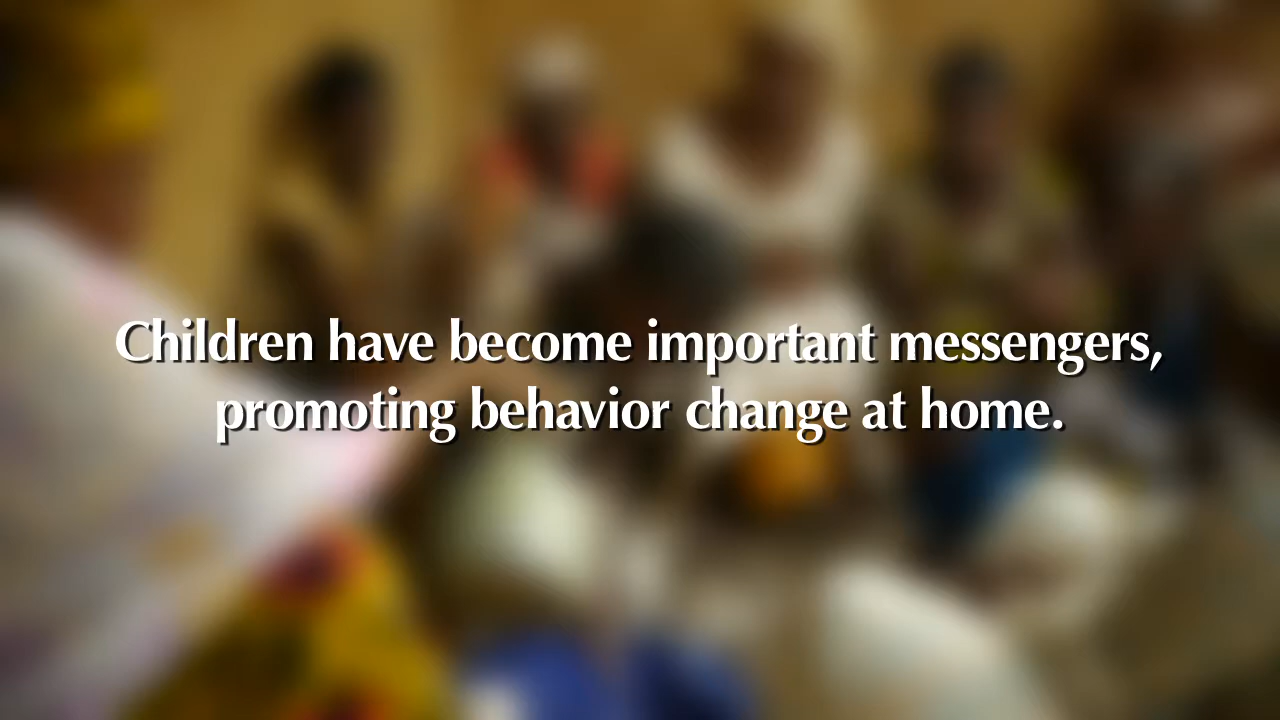 Children have become important messengers,
promoting behavior change at home.